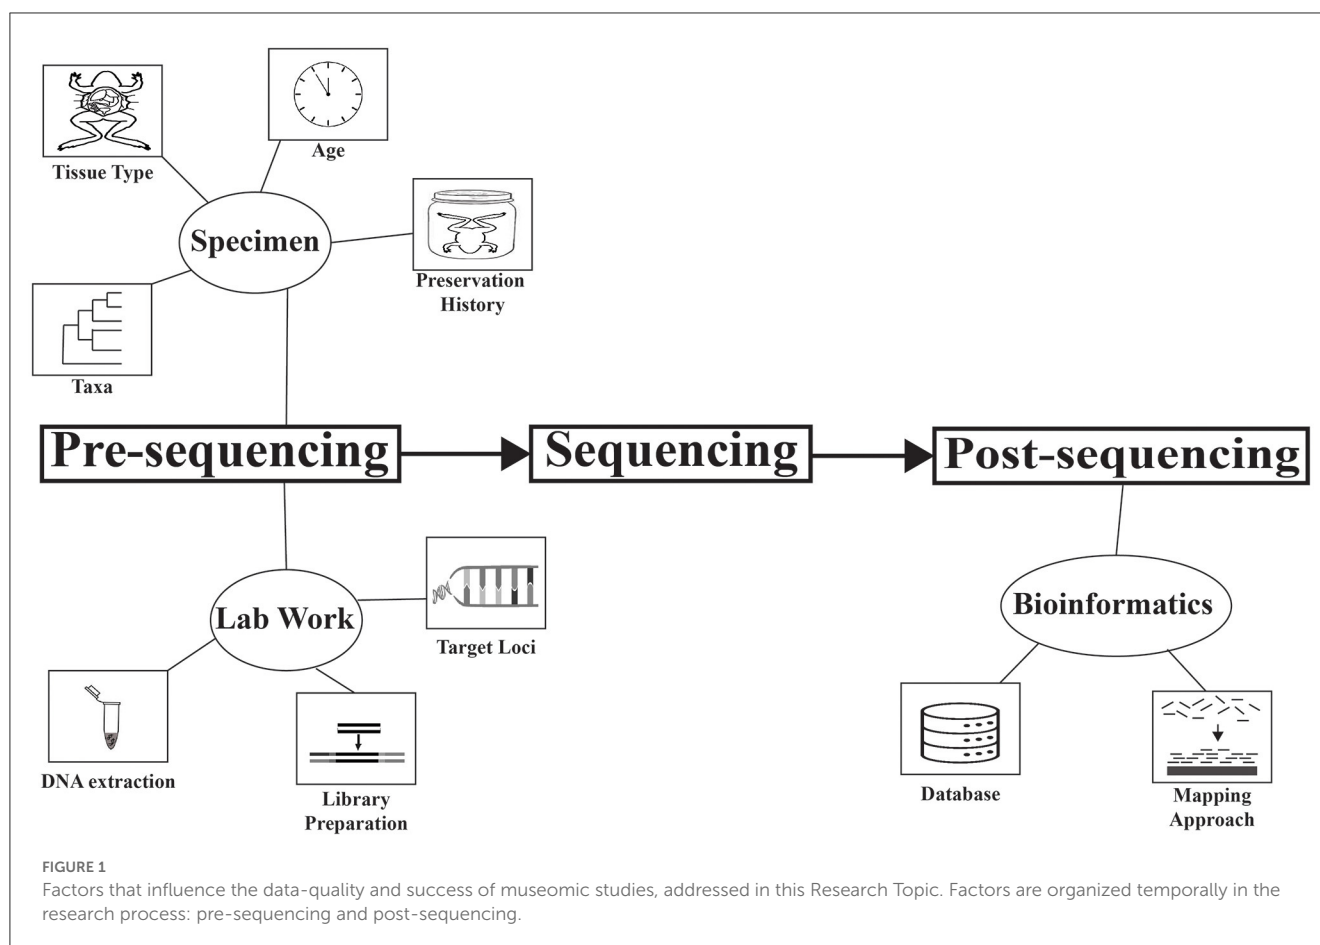 Tissue Type
Age
Specimen
Preservation
History
Taxa
Pre-sequencing
Sequencing
Post-sequencing
Lab Work
Target Loci
DNA extraction
Library
Preparation
Bioinformatics
Database
Mapping
Approach
FIGURE 1
Factors that influence the data-quality and success of museomic studies, addressed in this Research Topic. Factors are organized temporally in the
research process: pre-sequencing and post-sequencing.